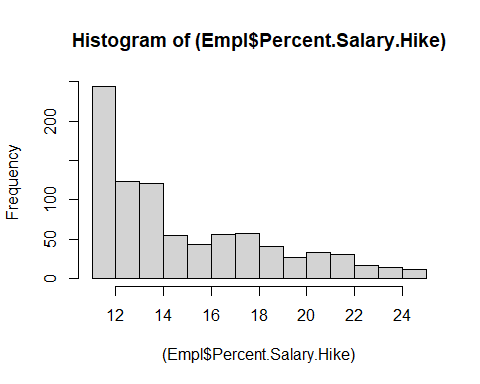 Histogram of (Empl$Percent.Salary.Hike)
Frequency
200
100
50
0
12 14 16 18 20 22 24
(Empl$Percent.Salary.Hike)